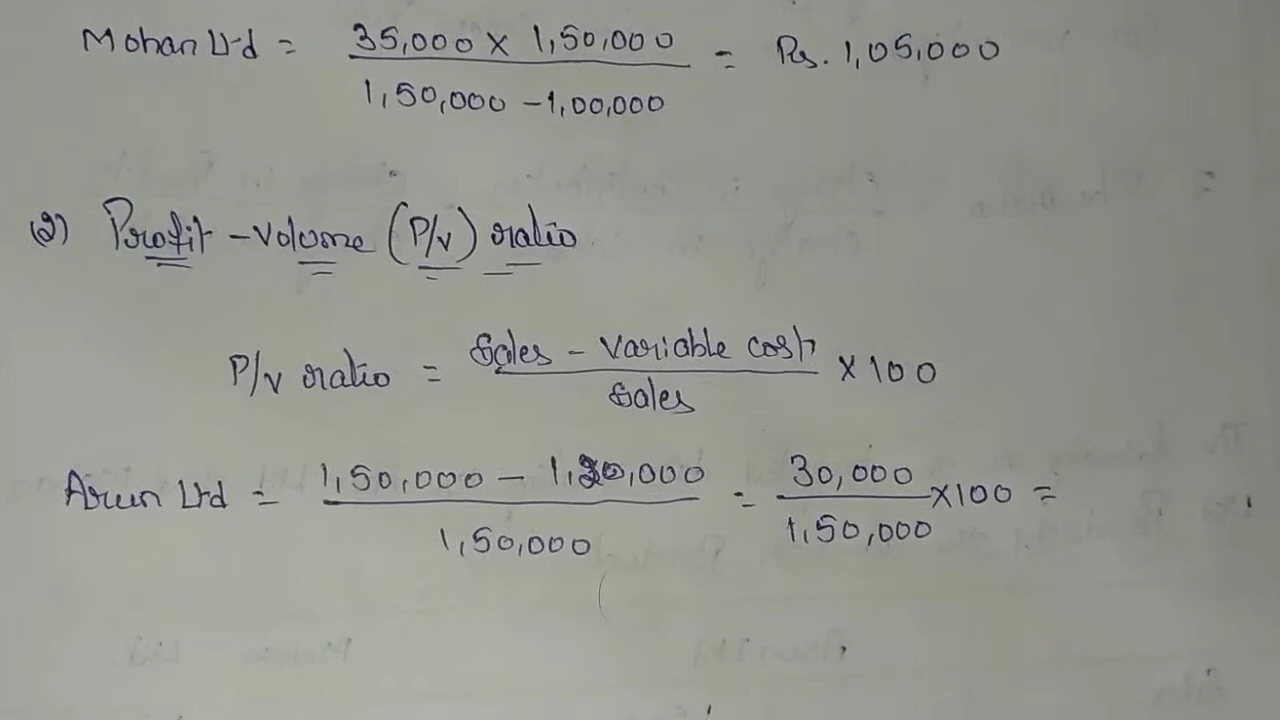 Mohan Ltd = 35,000 × 1,50,000 / 1,50,000 - 1,00,000 = Rs. 1,05,000
(2) Profit - Volume (P/v) ratio
P/v ratio = Sales - Variable cost / Sales × 100
Arun Ltd = 1,50,000 - 1,20,000 / 1,50,000 = 30,000 / 1,50,000 ×100 =